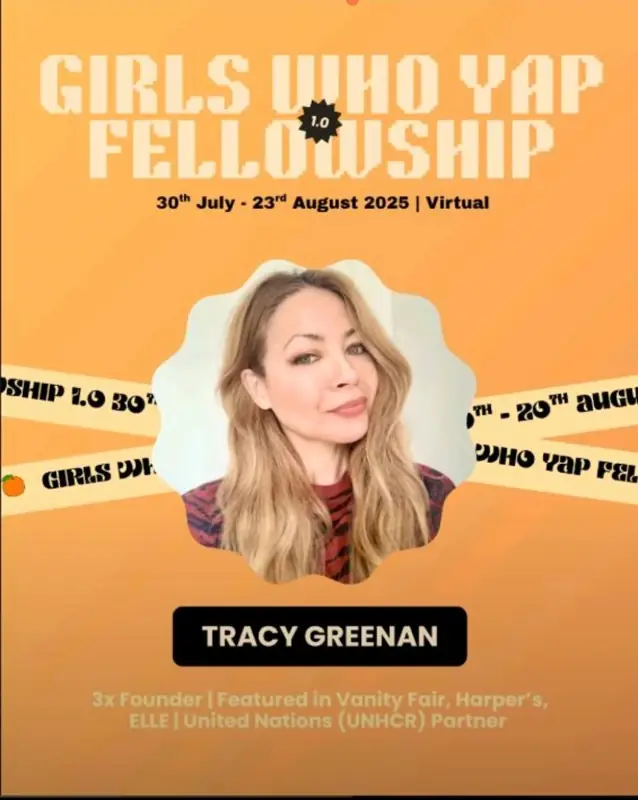 GIRLS WHO YAP
1.0
FELLOWSHIP
30th July - 23rd August 2025 | Virtual
SHIP 1.0 30
TH - 20TH AUGU
GIRLS WH
WHO YAP FEL
TRACY GREENAN
3x Founder | Featured in Vanity Fair, Harper's,
ELLE | United Nations (UNHCR) Partner